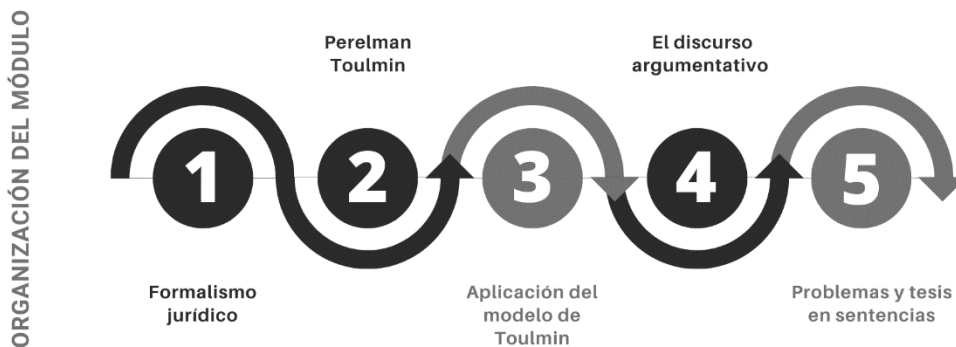 ORGANIZACIÓN DEL MÓDULO
Perelman
Toulmin
El discurso
argumentativo
1
2
3
4
5
Formalismo
jurídico
Aplicación del
modelo de
Toulmin
Problemas y tesis
en sentencias